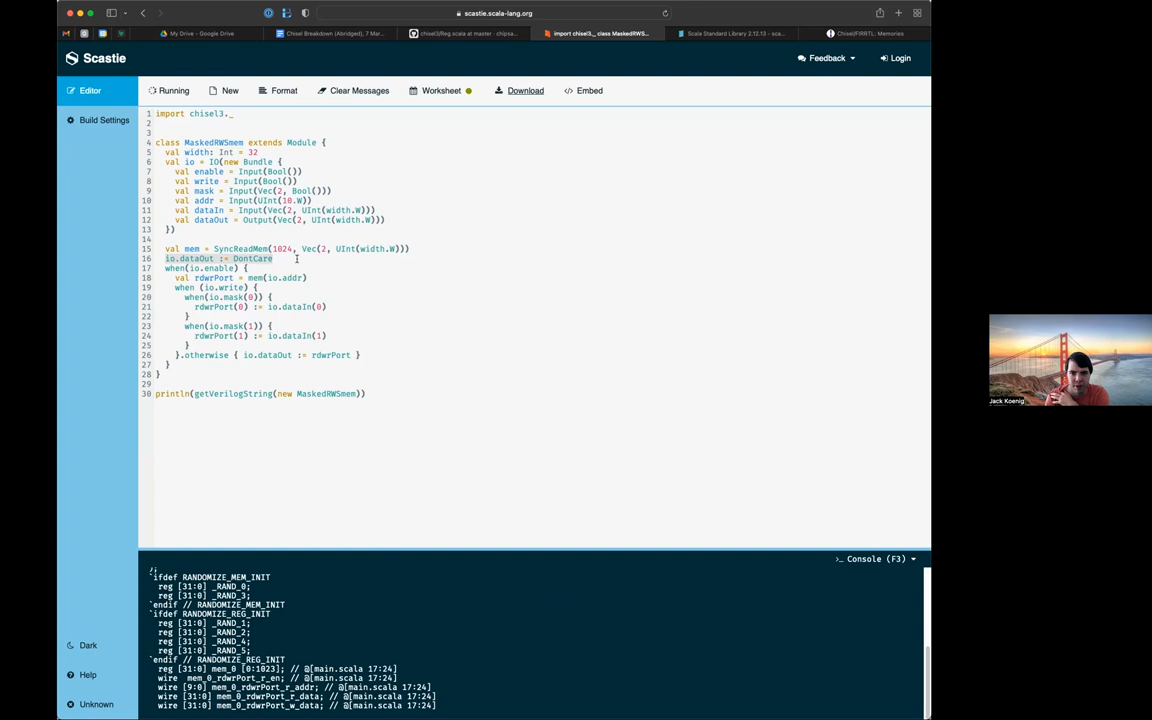 scastie.scala-lang.org
My Drive - Google Drive
Chisel Breakdown (Abridged), 7 Mar...
chisel3/Reg.scala at master · chipsa...
import chisel3._ class MaskedRWS...
Scala Standard Library 2.12.13 - sca...
Chisel/FIRRTL: Memories
Scastie
Feedback
Login
Editor
Running
New
Format
Clear Messages
Worksheet
Download
Embed
Build Settings
1 import chisel3._
2
3
4 class MaskedRWSmem extends Module {
5 val width: Int = 32
6 val io = IO(new Bundle {
7 val enable = Input(Bool())
8 val write = Input(Bool())
9 val mask = Input(Vec(2, Bool()))
10 val addr = Input(UInt(10.W))
11 val dataIn = Input(Vec(2, UInt(width.W)))
12 val dataOut = Output(Vec(2, UInt(width.W)))
13 })
14
15 val mem = SyncReadMem(1024, Vec(2, UInt(width.W)))
16 io.dataOut := DontCare
17 when(io.enable) {
18 val rdwrPort = mem(io.addr)
19 when (io.write) {
20 when(io.mask(0)) {
21 rdwrPort(0) := io.dataIn(0)
22 }
23 when(io.mask(1)) {
24 rdwrPort(1) := io.dataIn(1)
25 }
26 }.otherwise { io.dataOut := rdwrPort }
27 }
28 }
29
30 println(getVerilogString(new MaskedRWSmem))
Jack Koenig
>_ Console (F3)
);
`ifdef RANDOMIZE_MEM_INIT
reg [31:0] _RAND_0;
reg [31:0] _RAND_3;
`endif // RANDOMIZE_MEM_INIT
`ifdef RANDOMIZE_REG_INIT
reg [31:0] _RAND_1;
reg [31:0] _RAND_2;
reg [31:0] _RAND_4;
reg [31:0] _RAND_5;
`endif // RANDOMIZE_REG_INIT
reg [31:0] mem_0 [0:1023]; // @[main.scala 17:24]
wire mem_0_rdwrPort_r_en; // @[main.scala 17:24]
wire [9:0] mem_0_rdwrPort_r_addr; // @[main.scala 17:24]
wire [31:0] mem_0_rdwrPort_r_data; // @[main.scala 17:24]
wire [31:0] mem_0_rdwrPort_w_data; // @[main.scala 17:24]
Dark
Help
Unknown